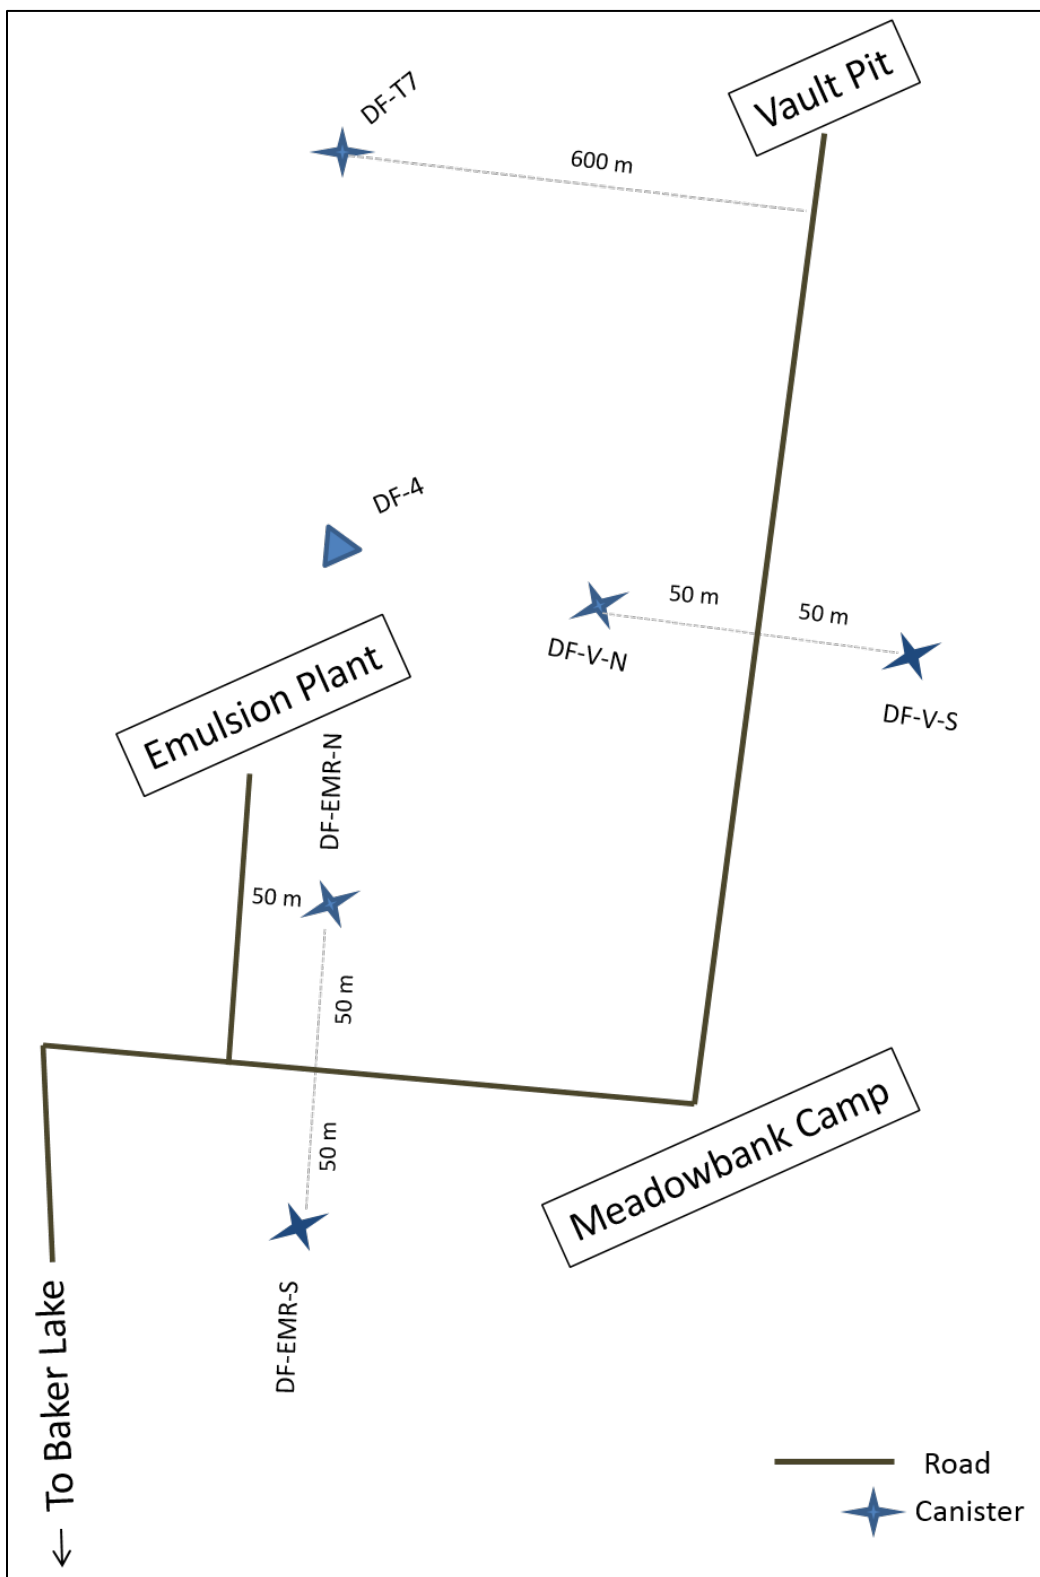 Vault Pit
DF-T7
600 m
DF-4
50 m
50 m
DF-V-N
DF-V-S
Emulsion Plant
DF-EMR-N
50 m
50 m
50 m
Meadowbank Camp
DF-EMR-S
← To Baker Lake
Road
Canister